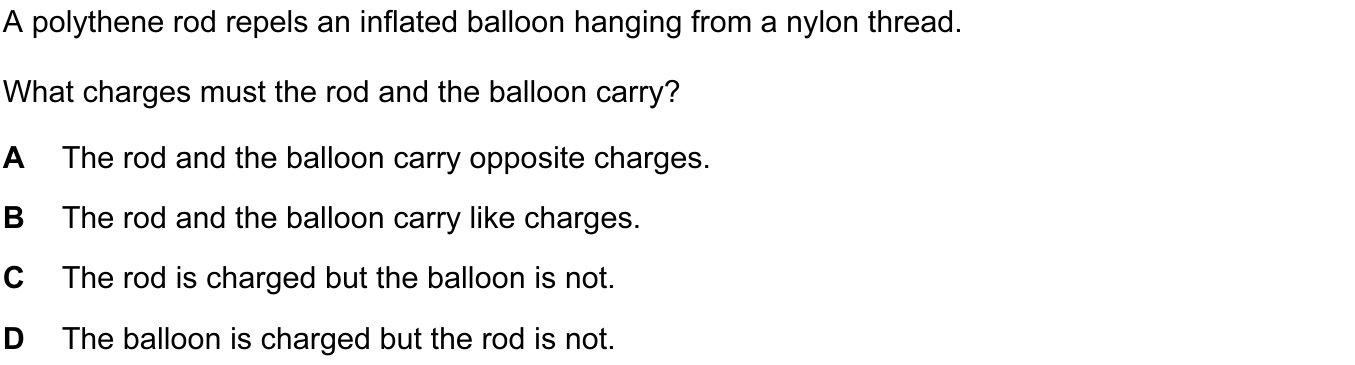 A polythene rod repels an inflated balloon hanging from a nylon thread.
What charges must the rod and the balloon carry?
A The rod and the balloon carry opposite charges.
B The rod and the balloon carry like charges.
C The rod is charged but the balloon is not.
D The balloon is charged but the rod is not.